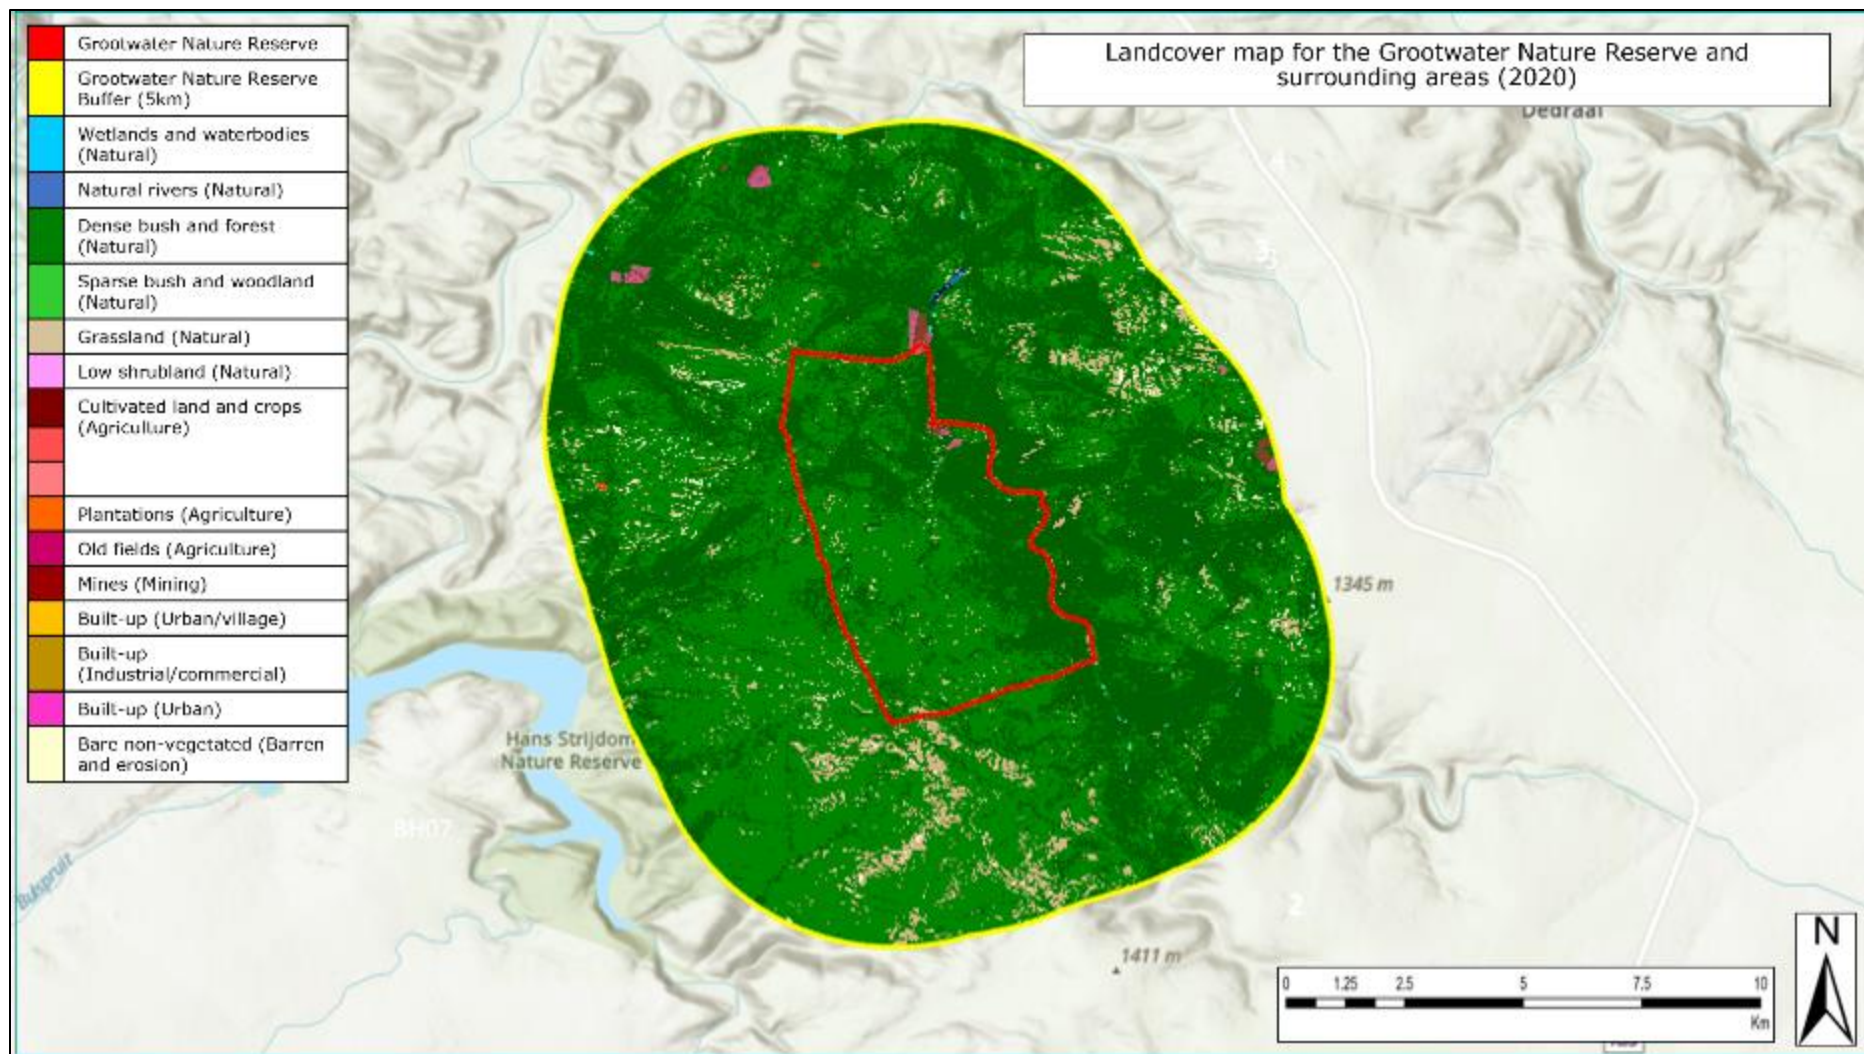 Grootwater Nature Reserve
Grootwater Nature Reserve
Buffer (5km)
Wetlands and waterbodies
(Natural)
Natural rivers (Natural)
Dense bush and forest
(Natural)
Sparse bush and woodland
(Natural)
Grassland (Natural)
Low shrubland (Natural)
Cultivated land and crops
(Agriculture)
Plantations (Agriculture)
Old fields (Agriculture)
Mines (Mining)
Built-up (Urban/village)
Built-up
(Industrial/commercial)
Built-up (Urban)
Bare non-vegetated (Barren
and erosion)
Landcover map for the Grootwater Nature Reserve and
surrounding areas (2020)
Dedraai
4
1345 m
Hans Strijdom
Nature Reserve
BH07
Bulspruit
2
1411 m
N
0 1.25 2.5 5 7.5 10
Km